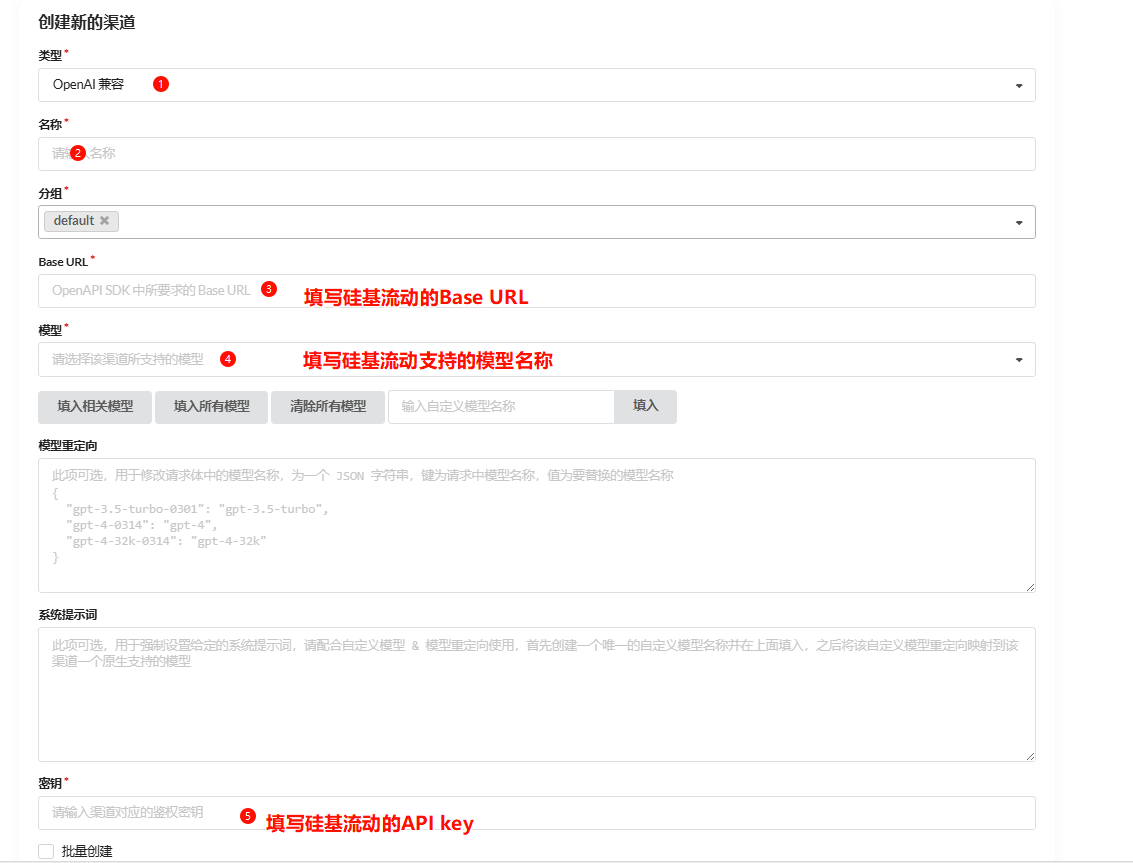 创建新的渠道
类型*
OpenAI 兼容 1
名称*
请输 2 名称
分组*
default ✖
Base URL*
OpenAPI SDK 中所要求的 Base URL 3 填写硅基流动的Base URL
模型*
请选择该渠道所支持的模型 4 填写硅基流动支持的模型名称
填入相关模型 填入所有模型 清除所有模型 输入自定义模型名称 填入
模型重定向
此项可选，用于修改请求体中的模型名称，为一个 JSON 字符串，键为请求中模型名称，值为要替换的模型名称
{
"gpt-3.5-turbo-0301": "gpt-3.5-turbo",
"gpt-4-0314": "gpt-4",
"gpt-4-32k-0314": "gpt-4-32k"
}
系统提示词
此项可选，用于强制设置给定的系统提示词，请配合自定义模型 & 模型重定向使用，首先创建一个唯一的自定义模型名称并在上面填入，之后将该自定义模型重定向映射到该
渠道一个原生支持的模型
密钥*
请输入渠道对应的鉴权密钥 5 填写硅基流动的API key
批量创建